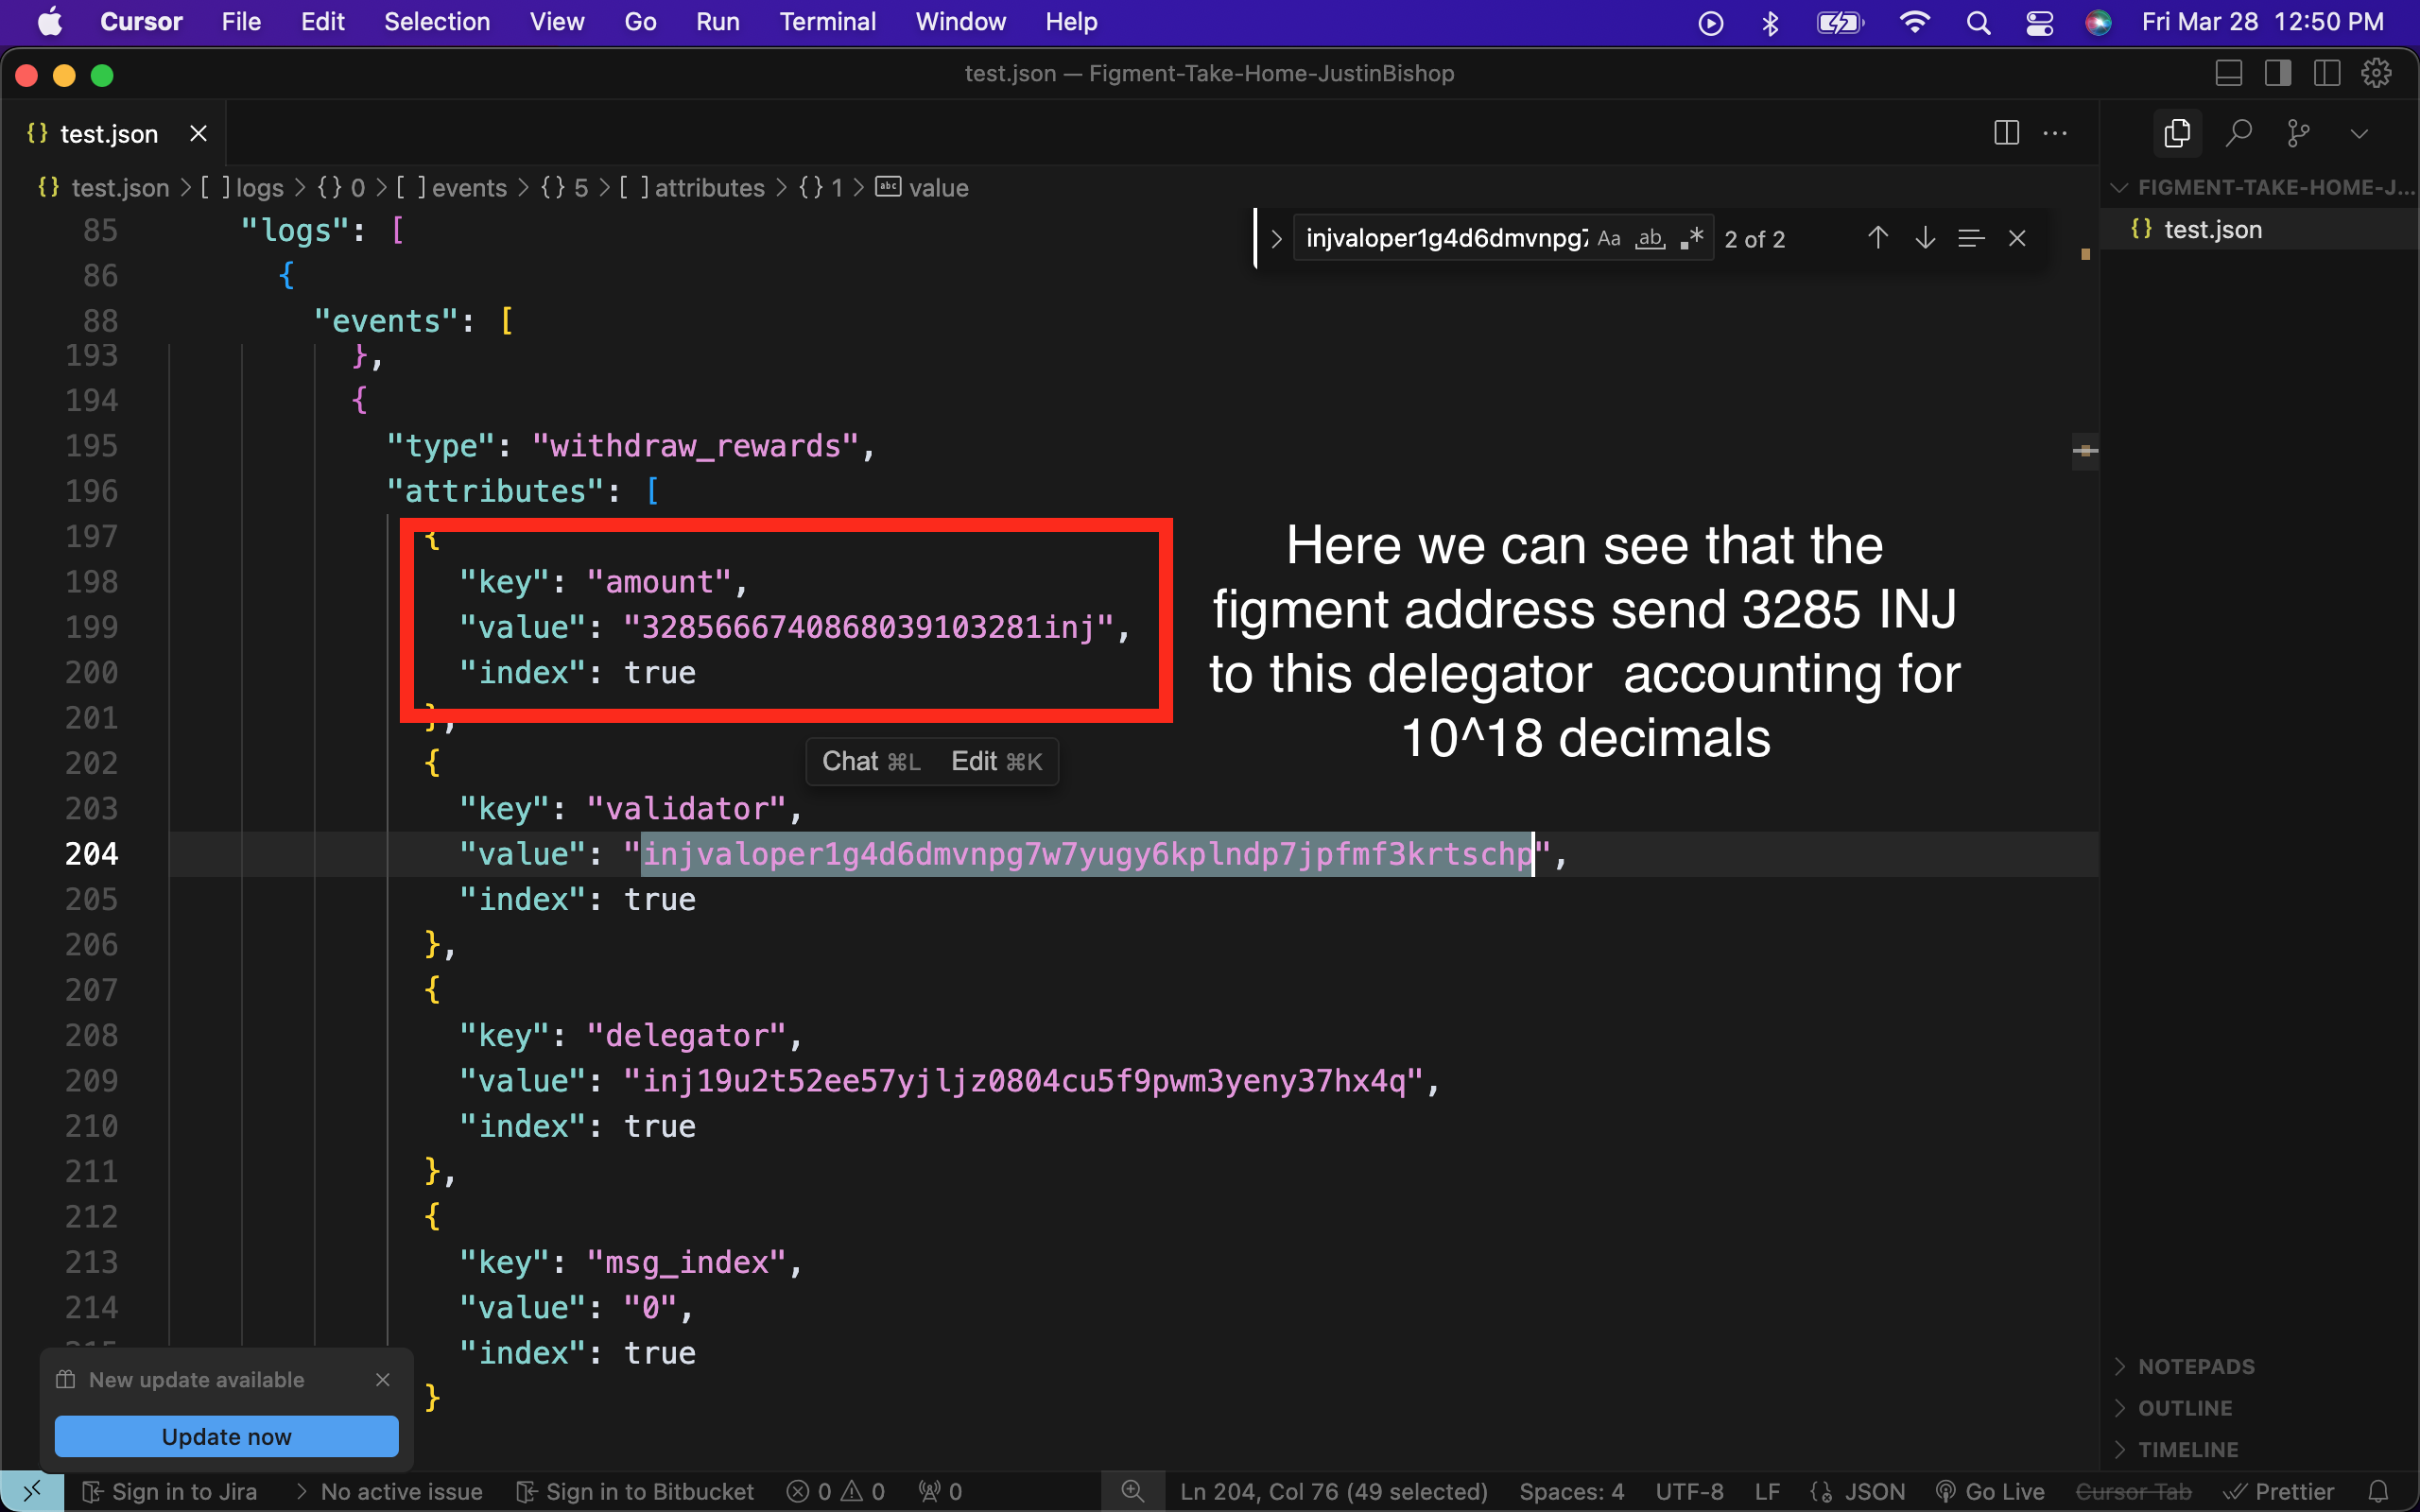 Cursor File Edit Selection View Go Run Terminal Window Help Fri Mar 28 12:50 PM
test.json — Figment-Take-Home-JustinBishop
{} test.json
{} test.json > [ ] logs > {} 0 > [ ] events > {} 5 > [ ] attributes > {} 1 > abc value
FIGMENT-TAKE-HOME-J...
{} test.json
injvaloper1g4d6dmvnpg7 Aa ab .* 2 of 2
85 "logs": [
86 {
88 "events": [
193 },
194 {
195 "type": "withdraw_rewards",
196 "attributes": [
197 {
198 "key": "amount",
199 "value": "3285666740868039103281inj",
200 "index": true
201 },
202 {
203 "key": "validator",
204 "value": "injvaloper1g4d6dmvnpg7w7yugy6kplndp7jpfmf3krtschp",
205 "index": true
206 },
207 {
208 "key": "delegator",
209 "value": "inj19u2t52ee57yjljz0804cu5f9pwm3yeny37hx4q",
210 "index": true
211 },
212 {
213 "key": "msg_index",
214 "value": "0",
"index": true
}
Here we can see that the
figment address send 3285 INJ
to this delegator  accounting for
10^18 decimals
Chat ⌘L Edit ⌘K
New update available
Update now
NOTEPADS
OUTLINE
TIMELINE
Sign in to Jira > No active issue Sign in to Bitbucket 0 0 0 Ln 204, Col 76 (49 selected) Spaces: 4 UTF-8 LF JSON Go Live Cursor Tab Prettier